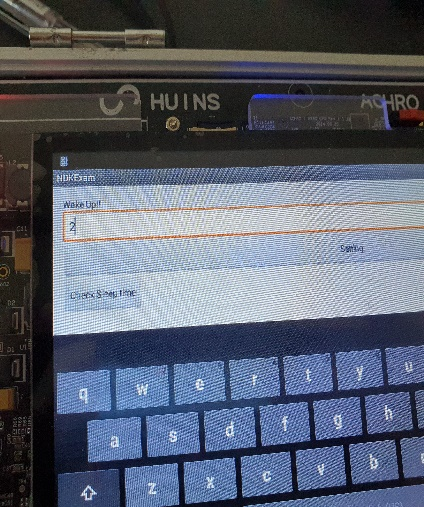 HUINS
ACHRO
NDKExam
Wake Up!!
2
Setting
Check Sleep Time
q w e r t y u
a s d f g h
z x c v b